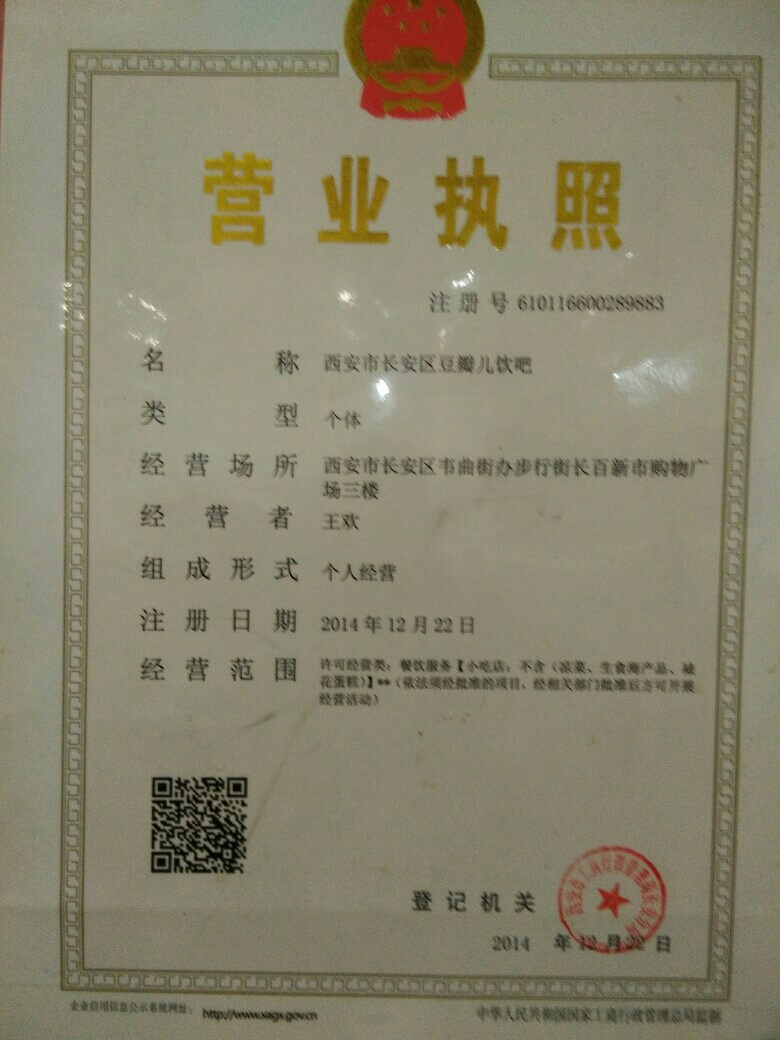 营业执照
注册号 610116600289883
名称 西安市长安区豆瓣儿饮吧
类型 个体
经营场所 西安市长安区韦曲街办步行街长百新市购物广
场三楼
经营者 王欢
组成形式 个人经营
注册日期 2014年12月22日
经营范围 许可经营类：餐饮服务【小吃店；不含（凉菜、生食海产品、裱
花蛋糕）】**（依法须经批准的项目，经相关部门批准后方可开展
经营活动）
登记机关
2014 年12月22日
企业信用信息公示系统网址： http://www.xags.gov.cn
中华人民共和国国家工商行政管理总局监制